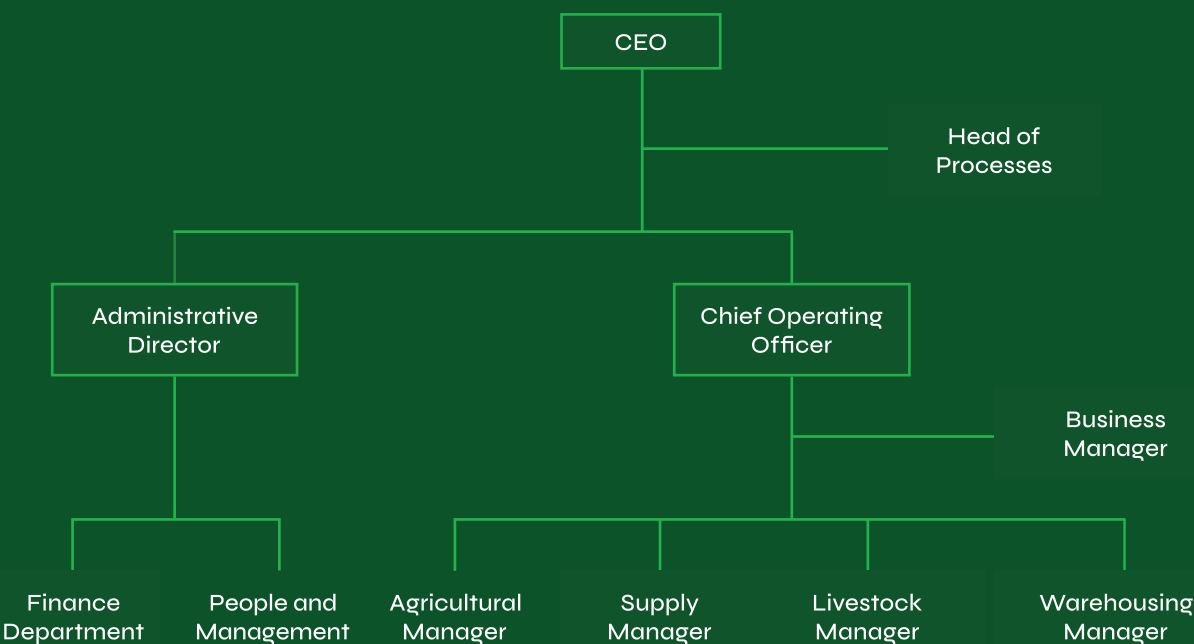 CEO
Head of
Processes
Administrative
Director
Chief Operating
Officer
Business
Manager
Finance
Department
People and
Management
Agricultural
Manager
Supply
Manager
Livestock
Manager
Warehousing
Manager